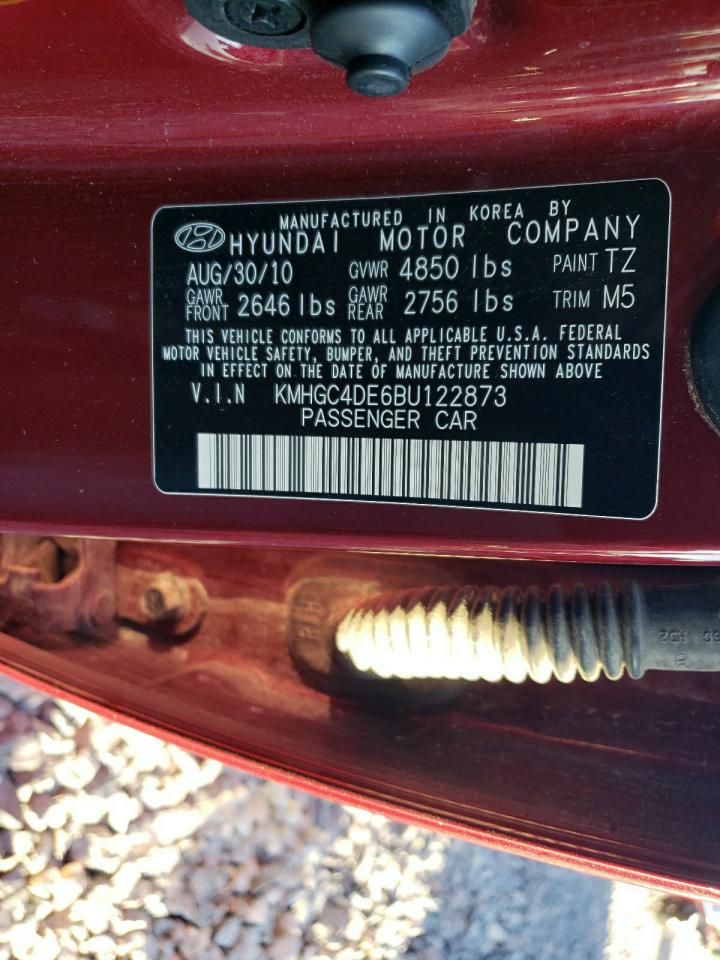 MANUFACTURED IN KOREA BY
HYUNDAI MOTOR COMPANY
AUG/30/10 GVWR 4850 lbs PAINT TZ
GAWR FRONT 2646 lbs GAWR REAR 2756 lbs TRIM M5
THIS VEHICLE CONFORMS TO ALL APPLICABLE U.S.A. FEDERAL
MOTOR VEHICLE SAFETY, BUMPER, AND THEFT PREVENTION STANDARDS
IN EFFECT ON THE DATE OF MANUFACTURE SHOWN ABOVE
V.I.N KMHGC4DE6BU122873
PASSENGER CAR
RH